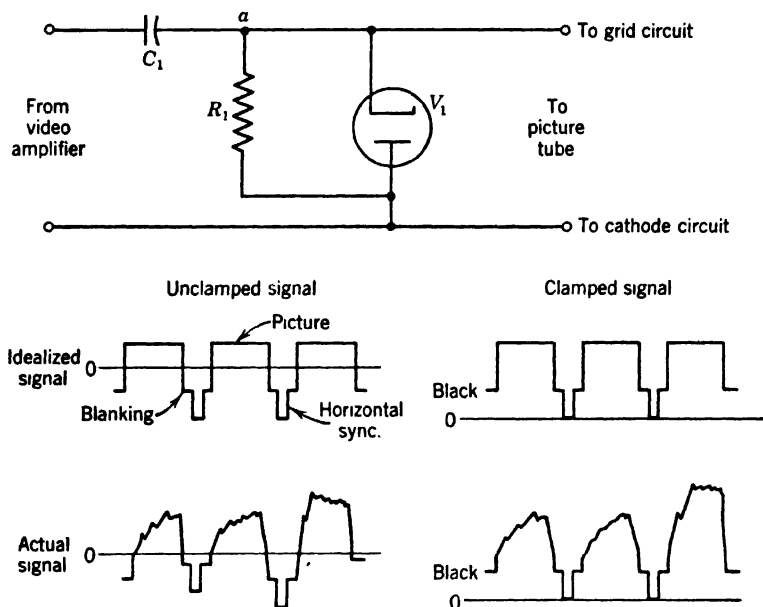 a
To grid circuit
C1
From
video
amplifier
R1
V1
To
picture
tube
To cathode circuit
Unclamped signal
Clamped signal
Picture
Idealized
signal
0
Blanking
Horizontal
sync.
Black
0
Actual
signal
0
Black
0